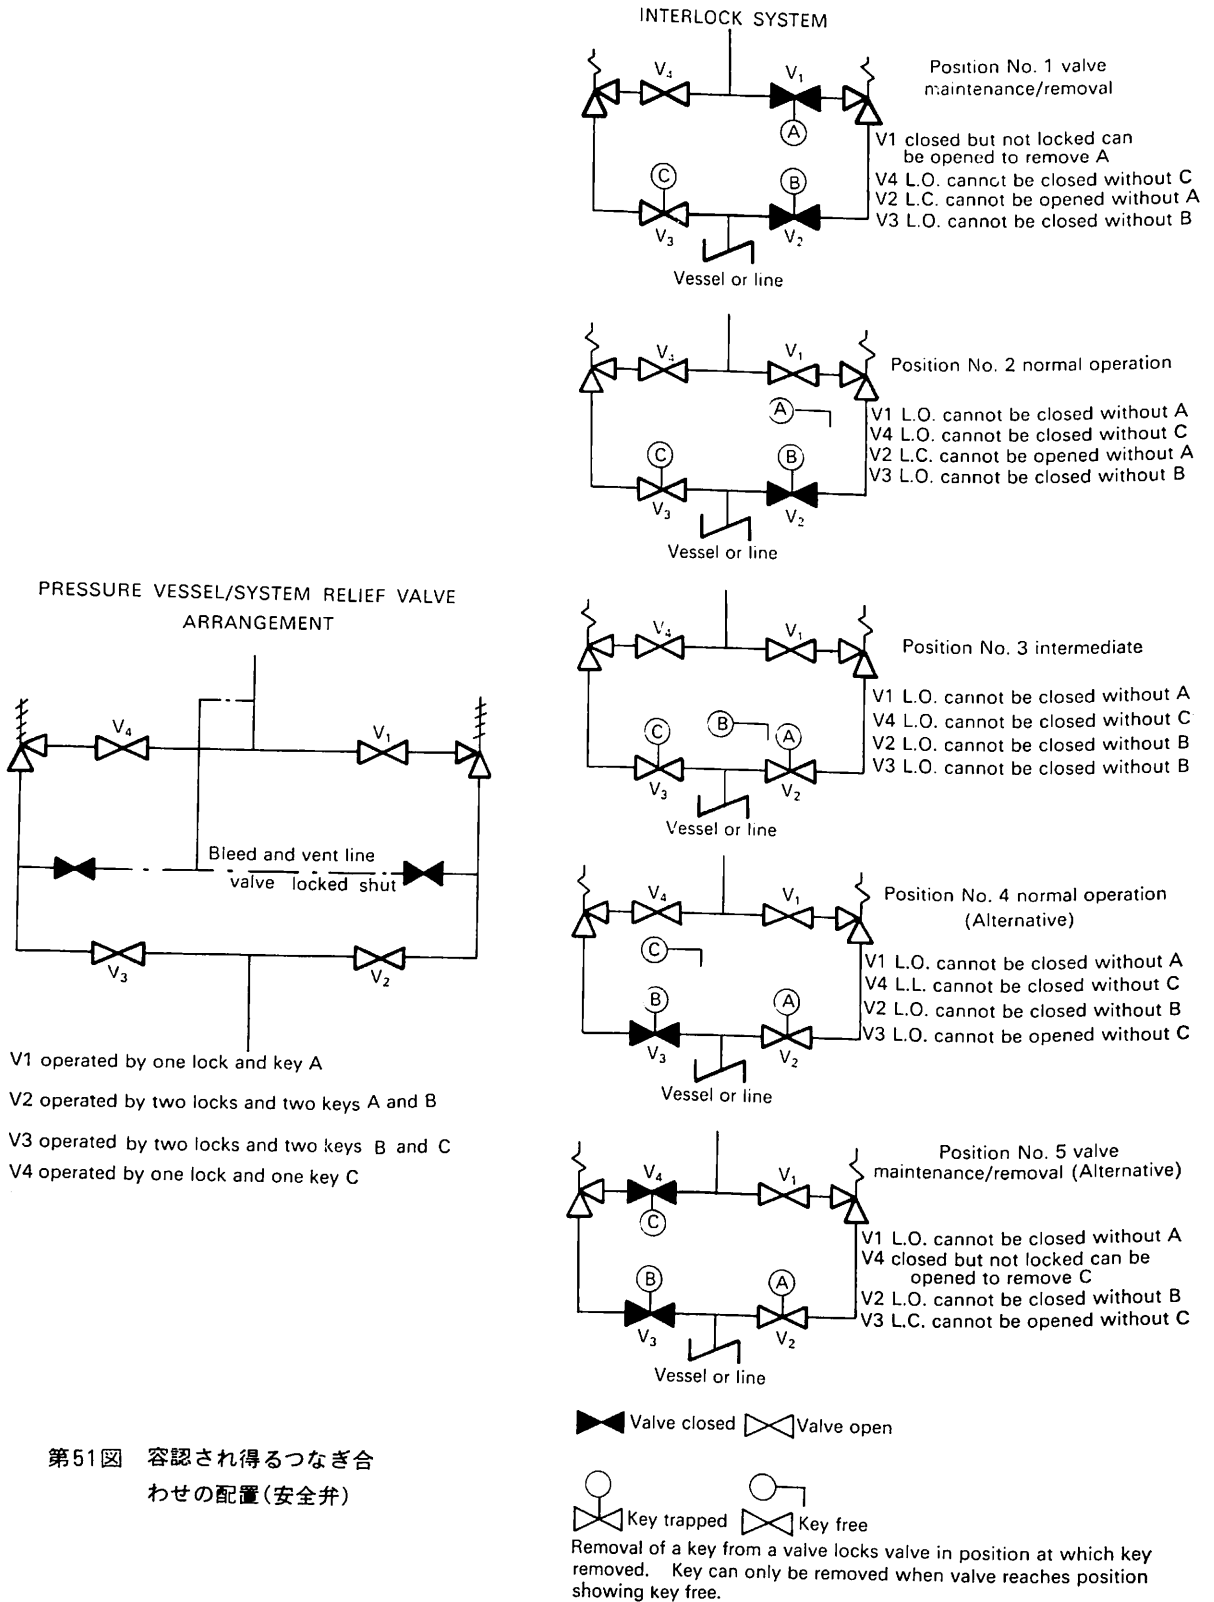 INTERLOCK SYSTEM
V₄
V₁
A
C
B
V₃
V₂
Vessel or line
Position No. 1 valve
maintenance/removal
V1 closed but not locked can
be opened to remove A
V4 L.O. cannot be closed without C
V2 L.C. cannot be opened without A
V3 L.O. cannot be closed without B
V₄
V₁
A
C
B
V₃
V₂
Vessel or line
Position No. 2 normal operation
V1 L.O. cannot be closed without A
V4 L.O. cannot be closed without C
V2 L.C. cannot be opened without A
V3 L.O. cannot be closed without B
PRESSURE VESSEL/SYSTEM RELIEF VALVE
ARRANGEMENT
V₄
V₁
Bleed and vent line
valve locked shut
V₃
V₂
V1 operated by one lock and key A
V2 operated by two locks and two keys A and B
V3 operated by two locks and two keys B and C
V4 operated by one lock and one key C
V₄
V₁
C
B
A
V₃
V₂
Vessel or line
Position No. 3 intermediate
V1 L.O. cannot be closed without A
V4 L.O. cannot be closed without C
V2 L.O. cannot be closed without B
V3 L.O. cannot be closed without B
V₄
V₁
C
B
A
V₃
V₂
Vessel or line
Position No. 4 normal operation
(Alternative)
V1 L.O. cannot be closed without A
V4 L.L. cannot be closed without C
V2 L.O. cannot be closed without B
V3 L.O. cannot be opened without C
V₄
V₁
C
B
A
V₃
V₂
Vessel or line
Position No. 5 valve
maintenance/removal (Alternative)
V1 L.O. cannot be closed without A
V4 closed but not locked can be
opened to remove C
V2 L.O. cannot be closed without B
V3 L.C. cannot be opened without C
Valve closed
Valve open
Key trapped
Key free
Removal of a key from a valve locks valve in position at which key
removed. Key can only be removed when valve reaches position
showing key free.
第51図 容認され得るつなぎ合
わせの配置(安全弁)